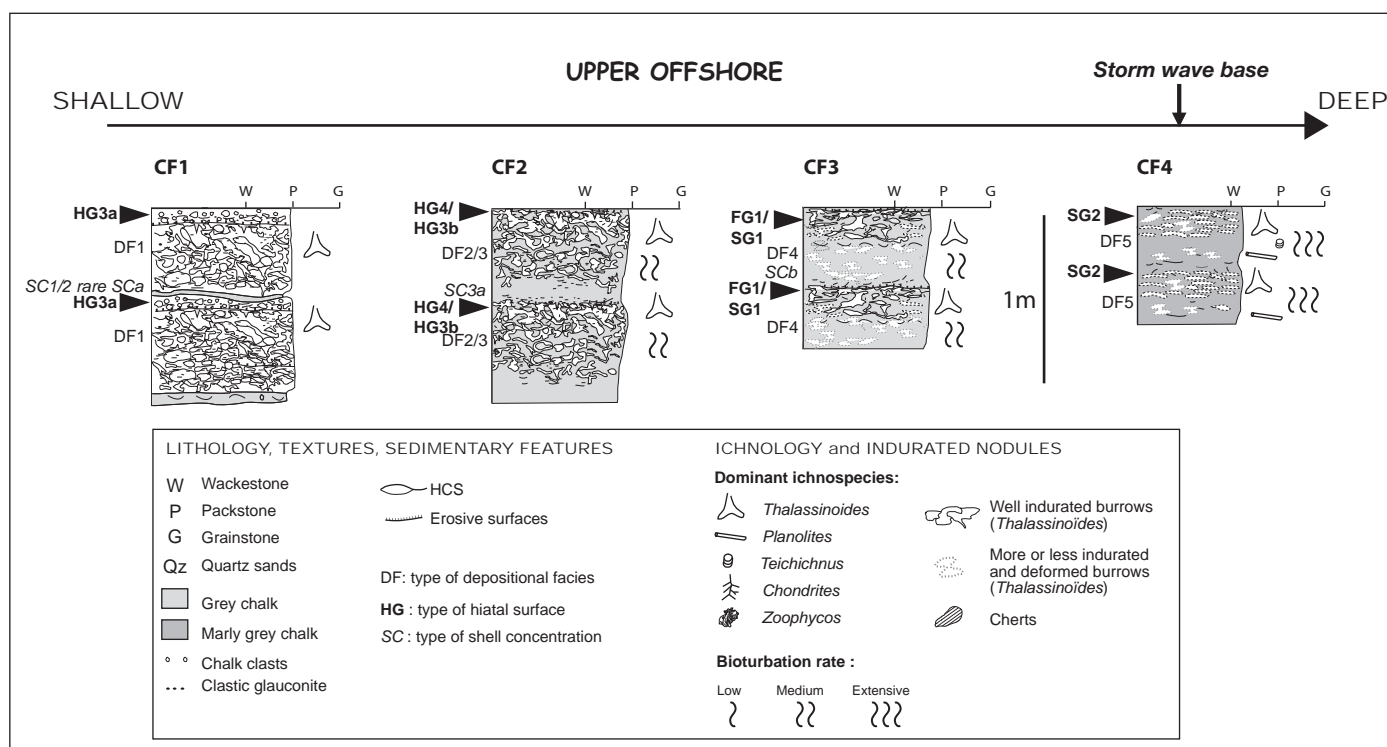 UPPER OFFSHORE
Storm wave base
SHALLOW
DEEP
CF1
W P G
HG3a
DF1
SC1/2 rare SCa
HG3a
DF1
CF2
W P G
HG4/
HG3b
DF2/3
SC3a
HG4/
HG3b
DF2/3
CF3
W P G
FG1/
SG1
DF4
SCb
FG1/
SG1
DF4
1m
CF4
W P G
SG2
DF5
SG2
DF5
LITHOLOGY, TEXTURES, SEDIMENTARY FEATURES
W Wackestone
P Packstone
G Grainstone
Qz Quartz sands
Grey chalk
Marly grey chalk
Chalk clasts
Clastic glauconite
HCS
Erosive surfaces
DF: type of depositional facies
HG : type of hiatal surface
SC : type of shell concentration
ICHNOLOGY and INDURATED NODULES
Dominant ichnospecies:
Thalassinoides
Planolites
Teichichnus
Chondrites
Zoophycos
Well indurated burrows
(Thalassinoïdes)
More or less indurated
and deformed burrows
(Thalassinoïdes)
Cherts
Bioturbation rate :
Low Medium Extensive